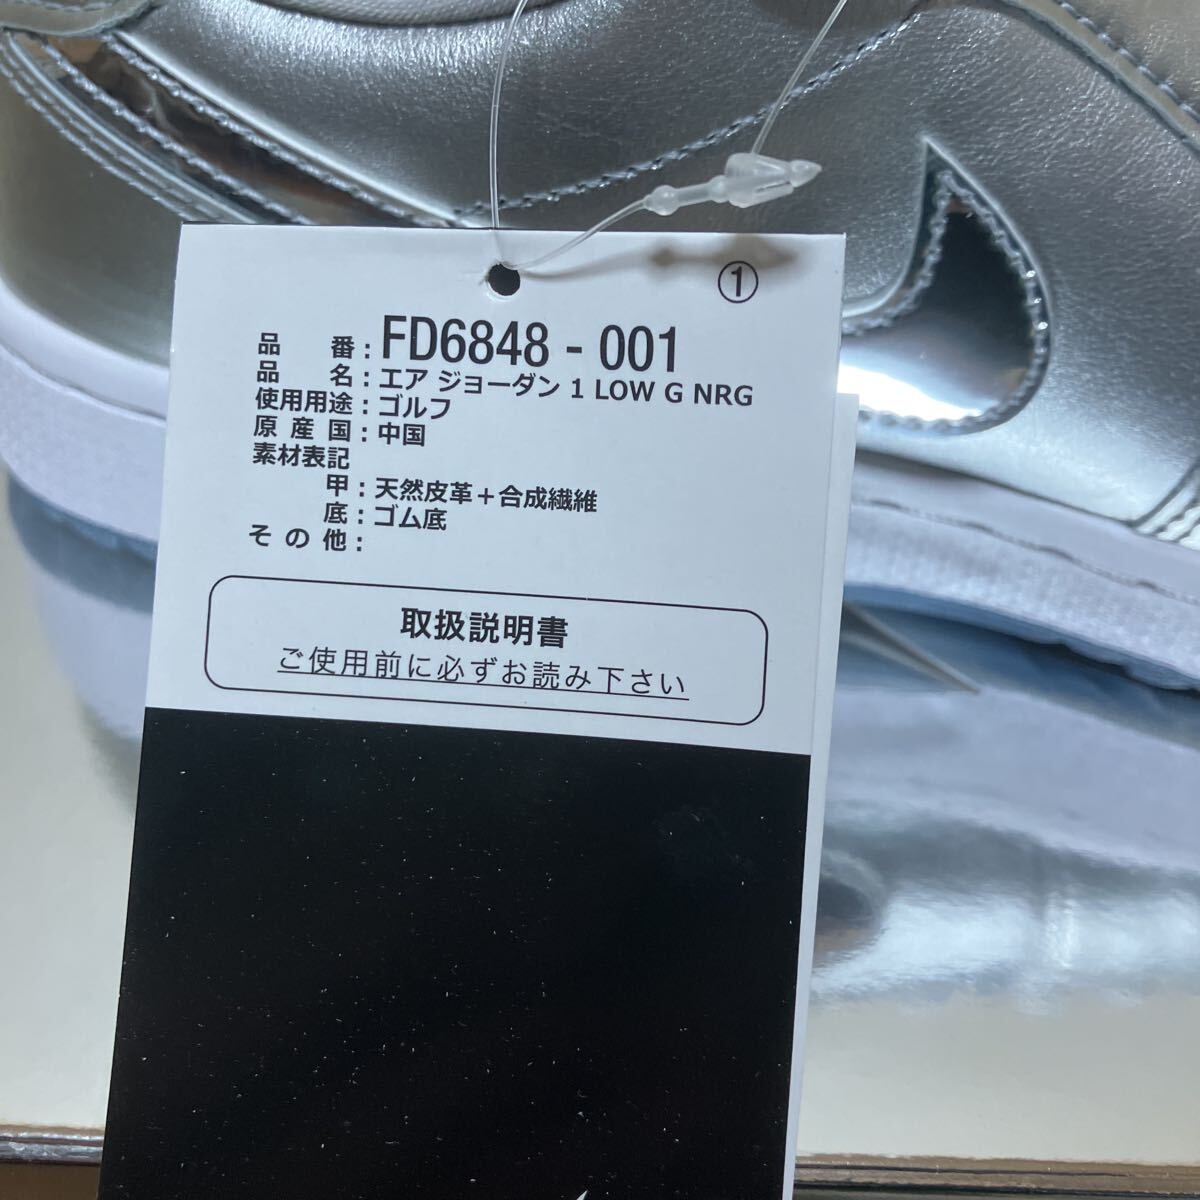 ①
品番：FD6848 - 001
品名：エア ジョーダン 1 LOW G NRG
使用用途：ゴルフ
原産国：中国
素材表記
甲：天然皮革＋合成繊維
底：ゴム底
その他：
取扱説明書
ご使用前に必ずお読み下さい